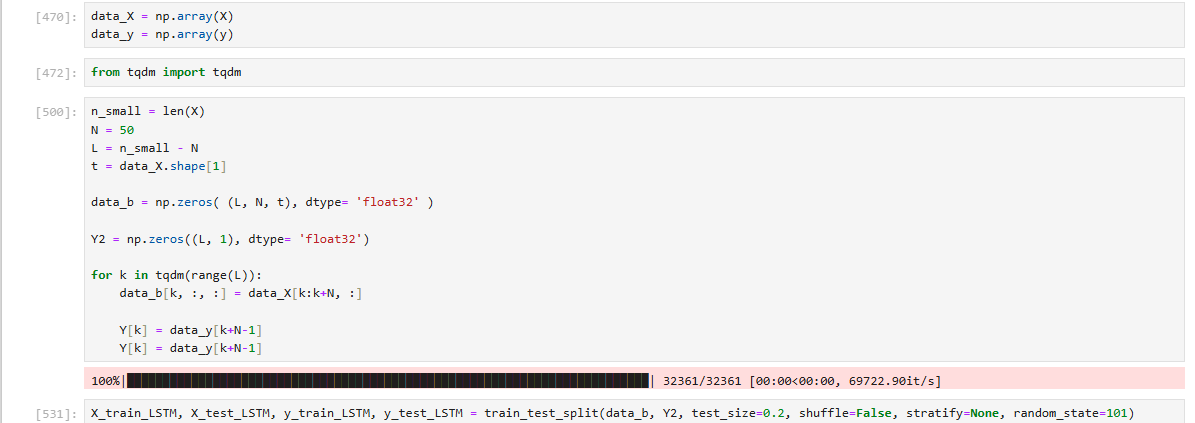 [470]:
data_X = np.array(X)
data_y = np.array(y)
[472]:
from tqdm import tqdm
[500]:
n_small = len(X)
N = 50
L = n_small - N
t = data_X.shape[1]
data_b = np.zeros( (L, N, t), dtype= 'float32' )
Y2 = np.zeros((L, 1), dtype= 'float32')
for k in tqdm(range(L)):
    data_b[k, :, :] = data_X[k:k+N, :]
    Y[k] = data_y[k+N-1]
    Y[k] = data_y[k+N-1]
100%|██████████| 32361/32361 [00:00<00:00, 69722.90it/s]
[531]:
X_train_LSTM, X_test_LSTM, y_train_LSTM, y_test_LSTM = train_test_split(data_b, Y2, test_size=0.2, shuffle=False, stratify=None, random_state=101)